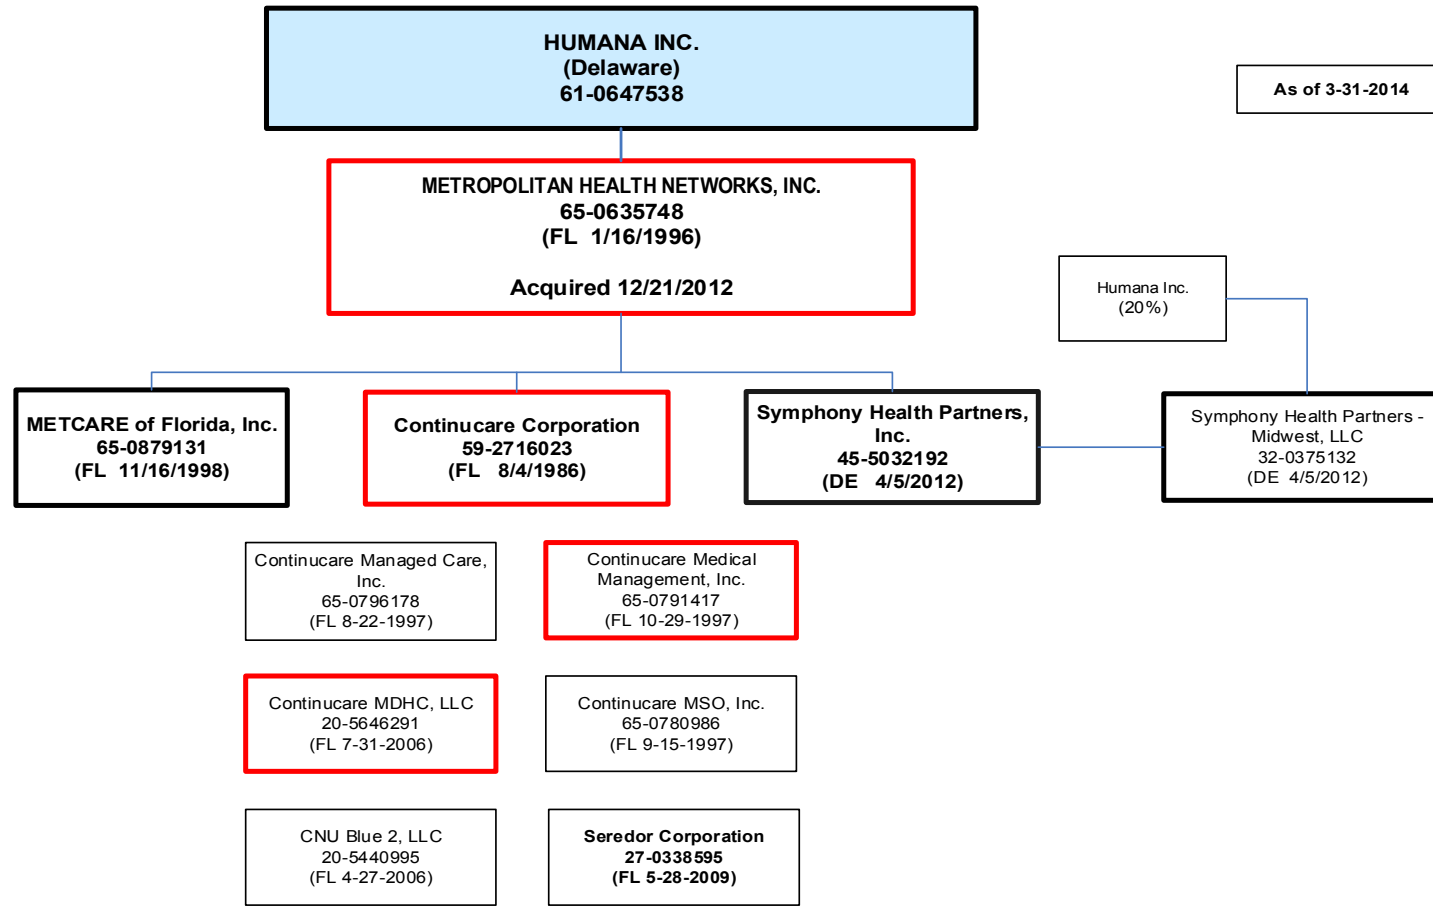 HUMANA INC.
(Delaware)
61-0647538
As of 3-31-2014
METROPOLITAN HEALTH NETWORKS, INC.
65-0635748
(FL 1/16/1996)
Acquired 12/21/2012
Humana Inc.
(20%)
METCARE of Florida, Inc.
65-0879131
(FL 11/16/1998)
Continucare Corporation
59-2716023
(FL 8/4/1986)
Symphony Health Partners,
Inc.
45-5032192
(DE 4/5/2012)
Symphony Health Partners -
Midwest, LLC
32-0375132
(DE 4/5/2012)
Continucare Managed Care,
Inc.
65-0796178
(FL 8-22-1997)
Continucare Medical
Management, Inc.
65-0791417
(FL 10-29-1997)
Continucare MDHC, LLC
20-5646291
(FL 7-31-2006)
Continucare MSO, Inc.
65-0780986
(FL 9-15-1997)
CNU Blue 2, LLC
20-5440995
(FL 4-27-2006)
Seredor Corporation
27-0338595
(FL 5-28-2009)